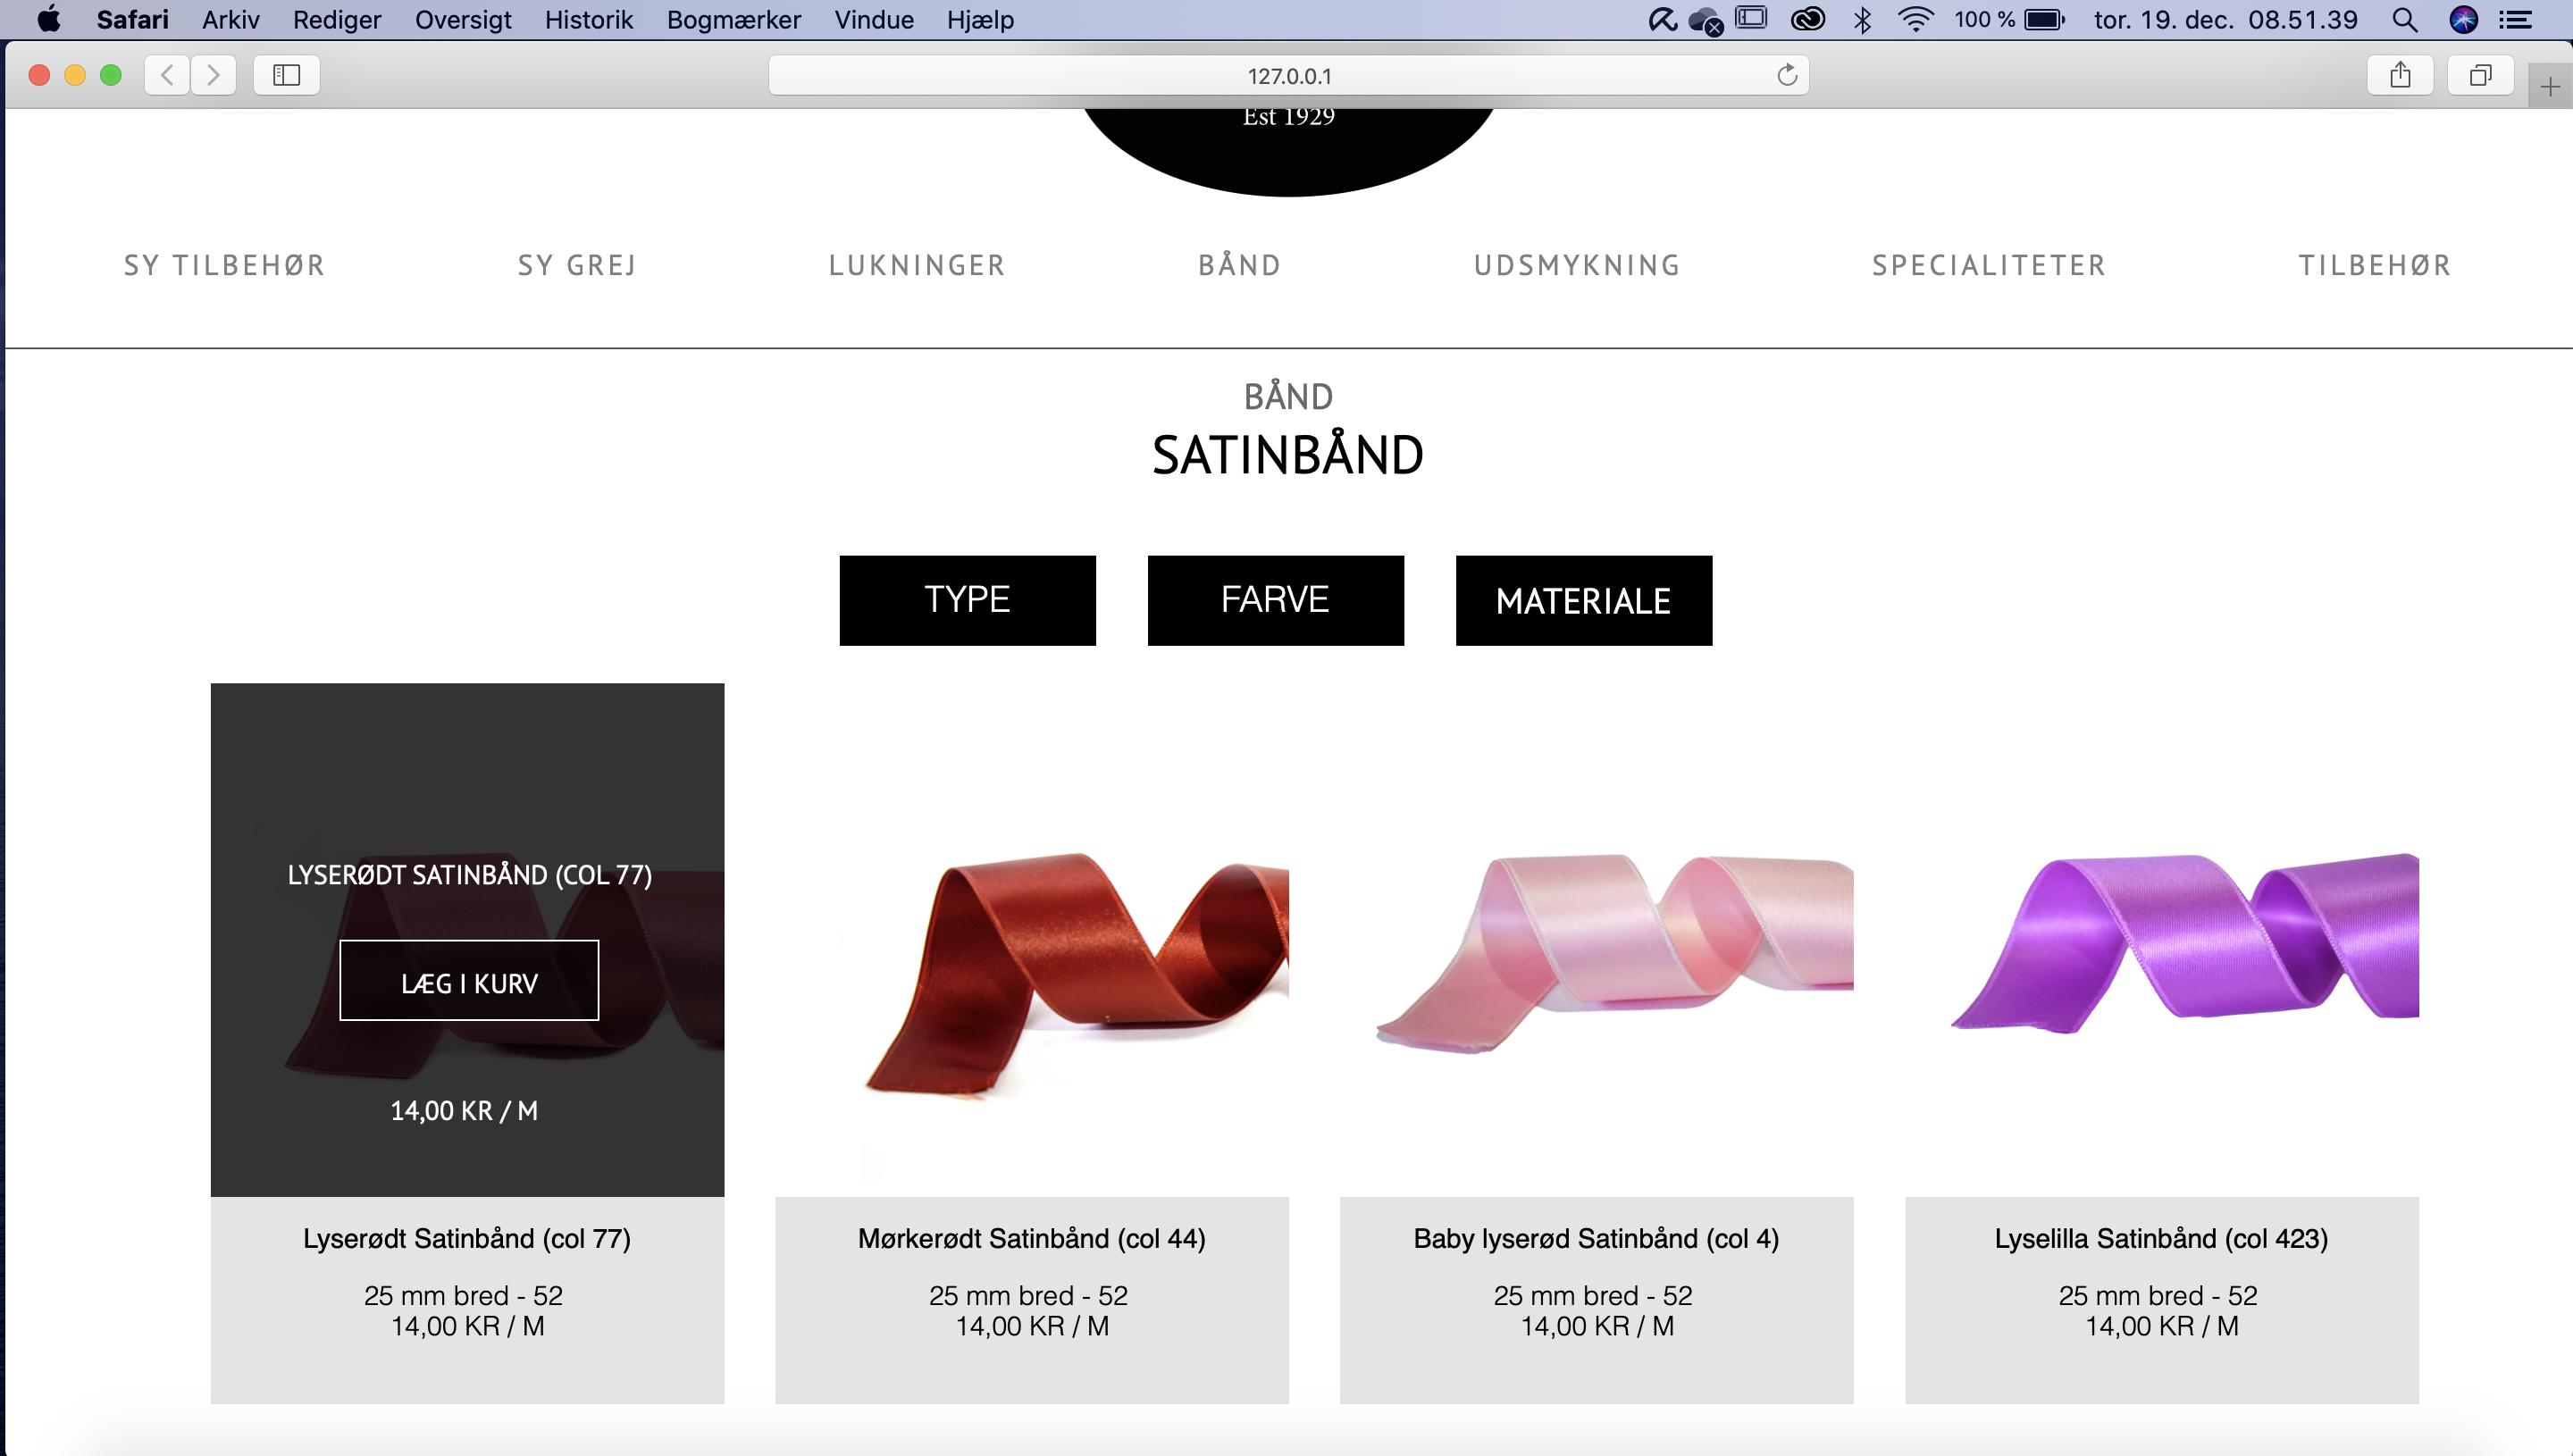 Safari Arkiv Rediger Oversigt Historik Bogmærker Vindue Hjælp 100 % tor. 19. dec. 08.51.39
127.0.0.1
Est 1929
SY TILBEHØR SY GREJ LUKNINGER BÅND UDSMYKNING SPECIALITETER TILBEHØR
BÅND
SATINBÅND
TYPE FARVE MATERIALE
LYSERØDT SATINBÅND (COL 77)
LÆG I KURV
14,00 KR / M
Lyserødt Satinbånd (col 77)
25 mm bred - 52
14,00 KR / M
Mørkerødt Satinbånd (col 44)
25 mm bred - 52
14,00 KR / M
Baby lyserød Satinbånd (col 4)
25 mm bred - 52
14,00 KR / M
Lyselilla Satinbånd (col 423)
25 mm bred - 52
14,00 KR / M